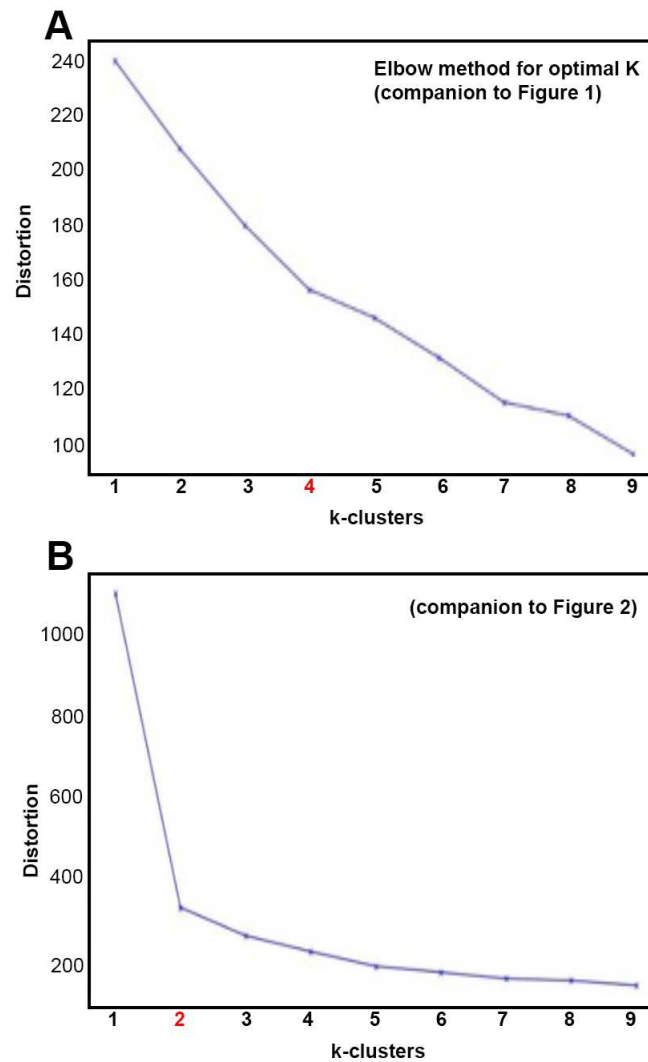 A
Elbow method for optimal K
(companion to Figure 1)
240
220
200
180
160
140
120
100
Distortion
1 2 3 4 5 6 7 8 9
k-clusters
B
(companion to Figure 2)
1000
800
600
400
200
Distortion
1 2 3 4 5 6 7 8 9
k-clusters